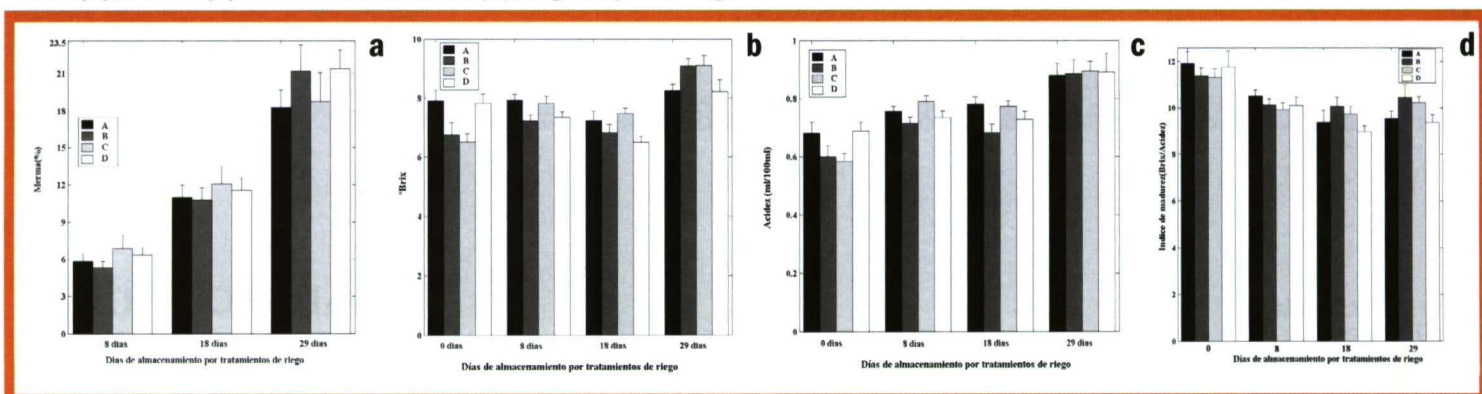 a
23.5
21
18
15
12
9
6
3
0
Merma(%)
A
B
C
D
8 días
18 días
29 días
Días de almacenamiento por tratamientos de riego
b
10
8
6
4
2
0
°Brix
A
B
C
D
0 días
8 días
18 días
29 días
Días de almacenamiento por tratamientos de riego
c
1
0.8
0.6
0.4
0.2
0
Acidez (ml/100ml)
A
B
C
D
0 días
8 días
18 días
29 días
Días de almacenamiento por tratamientos de riego
d
12
10
8
6
4
2
0
Indice de madurez(Brix/Acidez)
A
B
C
D
0
8
18
29
Días de almacenamiento por tratamientos de riego